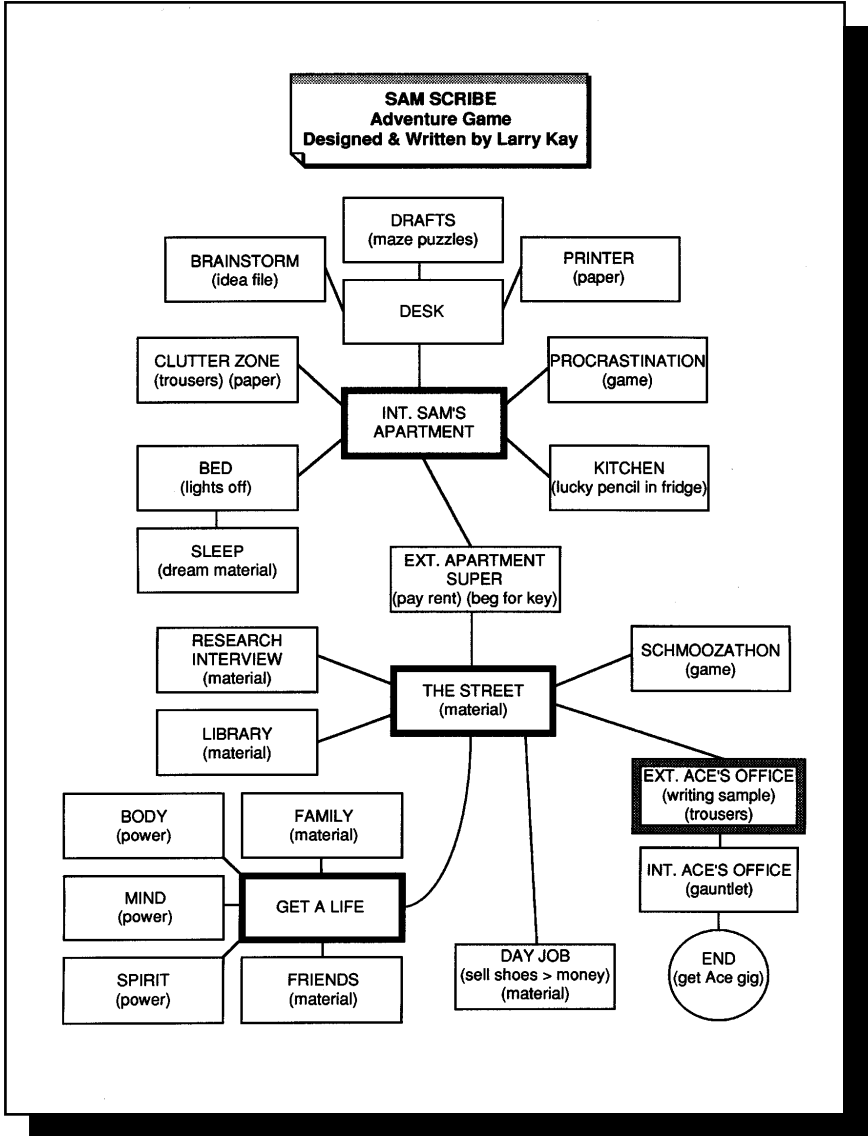 SAM SCRIBE
Adventure Game
Designed & Written by Larry Kay
DRAFTS
(maze puzzles)
BRAINSTORM
(idea file)
PRINTER
(paper)
DESK
CLUTTER ZONE
(trousers) (paper)
PROCRASTINATION
(game)
INT. SAM'S
APARTMENT
BED
(lights off)
KITCHEN
(lucky pencil in fridge)
SLEEP
(dream material)
EXT. APARTMENT
SUPER
(pay rent) (beg for key)
RESEARCH
INTERVIEW
(material)
SCHMOOZATHON
(game)
THE STREET
(material)
LIBRARY
(material)
EXT. ACE'S OFFICE
(writing sample)
(trousers)
BODY
(power)
FAMILY
(material)
INT. ACE'S OFFICE
(gauntlet)
MIND
(power)
GET A LIFE
DAY JOB
(sell shoes > money)
(material)
END
(get Ace gig)
SPIRIT
(power)
FRIENDS
(material)